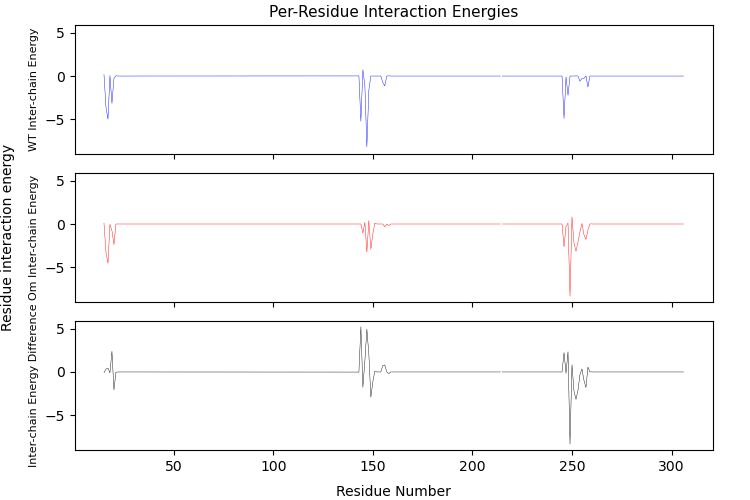 Per-Residue Interaction Energies
Residue interaction energy
WT Inter-chain Energy
5
0
−5
Om Inter-chain Energy
5
0
−5
Inter-chain Energy Difference
5
0
−5
50
100
150
200
250
300
Residue Number